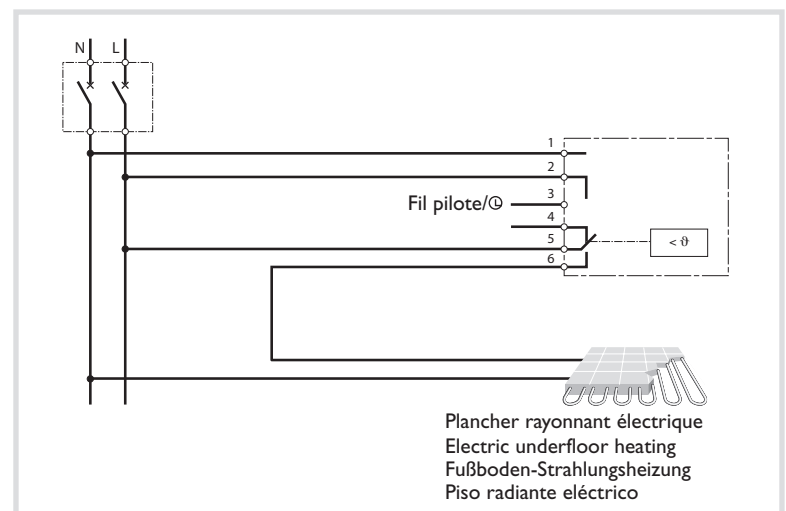 N L
1
2
3
Fil pilote/
4
5
< ϑ
6
Plancher rayonnant électrique
Electric underfloor heating
Fußboden-Strahlungsheizung
Piso radiante eléctrico